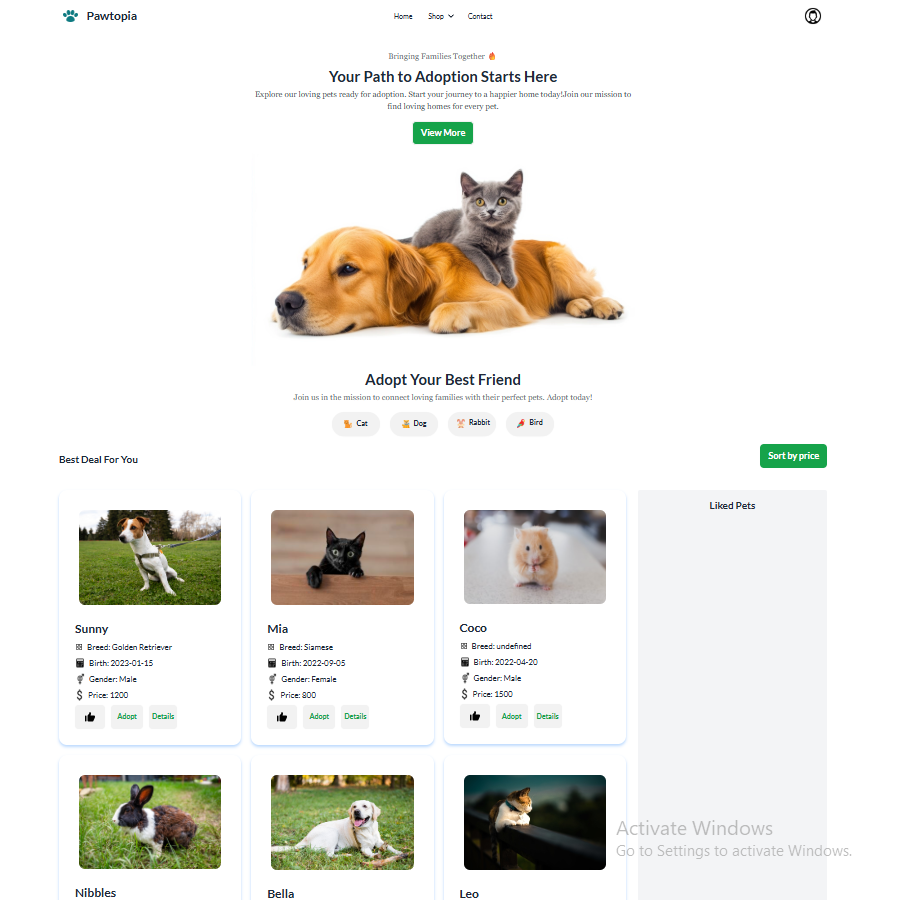 Pawtopia
Home Shop Contact
Bringing Families Together 🔥
Your Path to Adoption Starts Here
Explore our loving pets ready for adoption. Start your journey to a happier home today!Join our mission to
find loving homes for every pet.
View More
Adopt Your Best Friend
Join us in the mission to connect loving families with their perfect pets. Adopt today!
Cat Dog Rabbit Bird
Best Deal For You
Sort by price
Liked Pets
Sunny
Breed: Golden Retriever
Birth: 2023-01-15
Gender: Male
Price: 1200
Adopt Details
Mia
Breed: Siamese
Birth: 2022-09-05
Gender: Female
Price: 800
Adopt Details
Coco
Breed: undefined
Birth: 2022-04-20
Gender: Male
Price: 1500
Adopt Details
Nibbles
Bella
Leo
Activate Windows
Go to Settings to activate Windows.